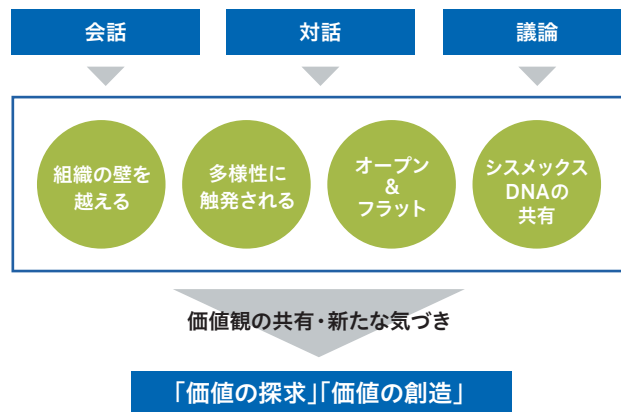 会話
対話
議論
組織の壁を
越える
多様性に
触発される
オープン
&
フラット
シスメックス
DNAの
共有
価値観の共有・新たな気づき
「価値の探求」「価値の創造」